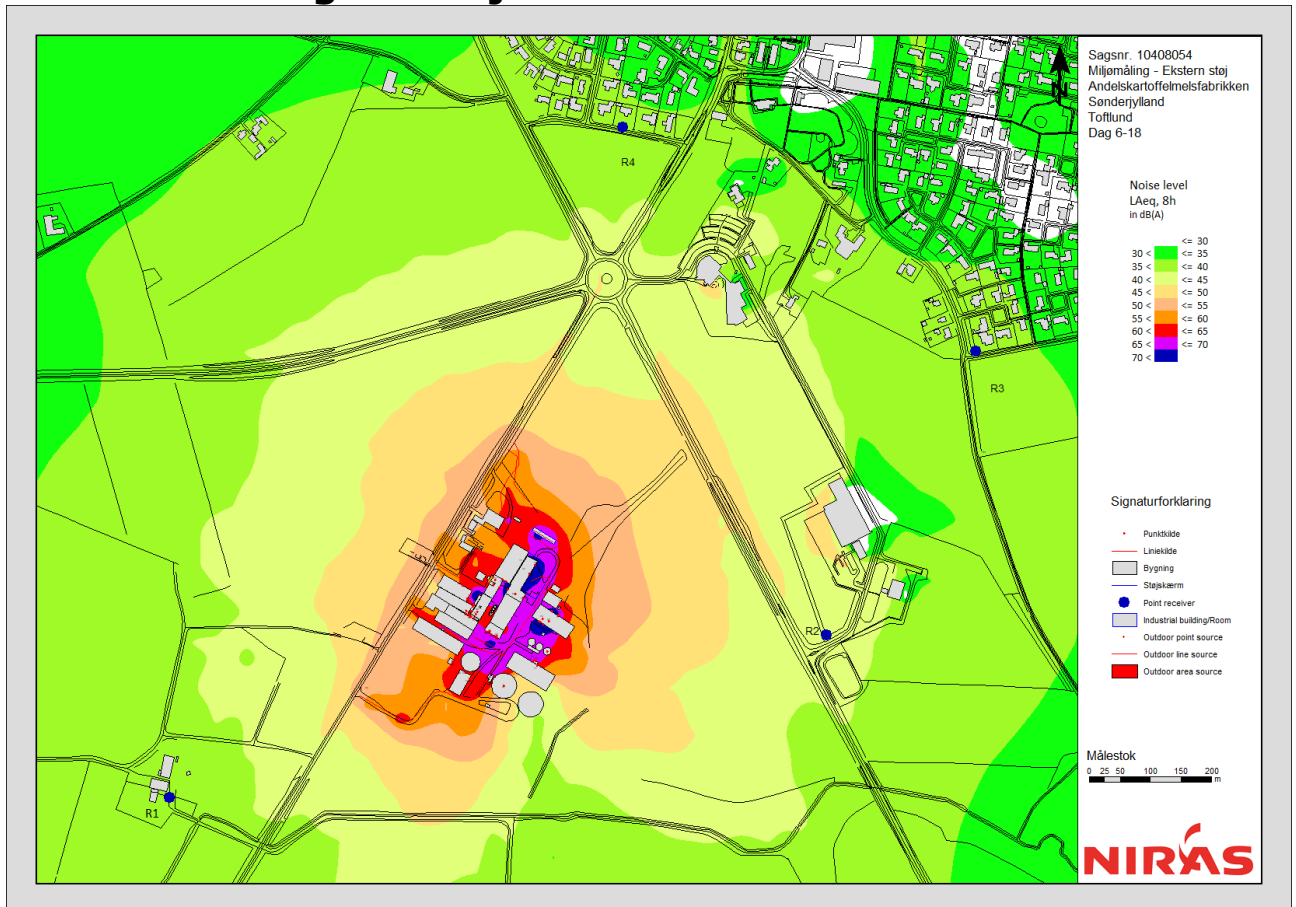 Sagsnr. 10408054
Miljømåling - Ekstern støj
Andelskartoffelmelsfabrikken
Sønderjylland
Toftlund
Dag 6-18
Noise level
LAeq, 8h
in dB(A)
<= 30
30 < <= 35
35 < <= 40
40 < <= 45
45 < <= 50
50 < <= 55
55 < <= 60
60 < <= 65
65 < <= 70
70 <
R4
R3
R2
R1
Signaturforklaring
Punktkilde
Liniekilde
Bygning
Støjskærm
Point receiver
Industrial building/Room
Outdoor point source
Outdoor line source
Outdoor area source
Målestok
0 25 50 100 150 200
m
NIRAS